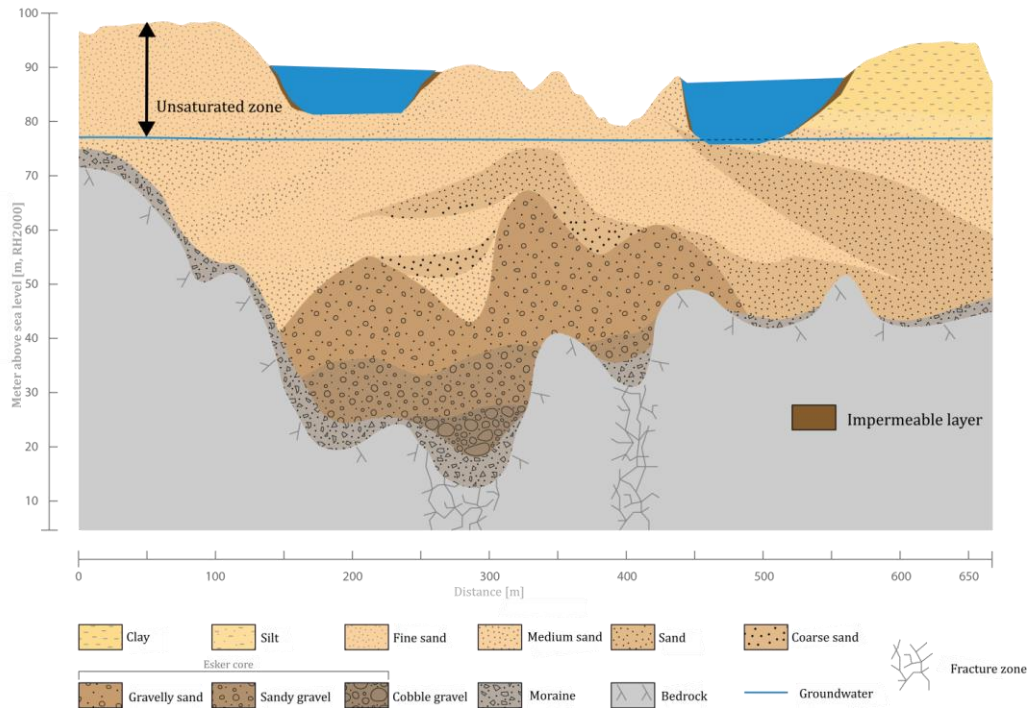 100
90
80
70
60
50
40
30
20
10
Meter above sea level [m, RH2000]
Unsaturated zone
Impermeable layer
0 100 200 300 400 500 600 650
Distance [m]
Clay Silt Fine sand Medium sand Sand Coarse sand
Fracture zone
Esker core
Gravelly sand Sandy gravel Cobble gravel Moraine Bedrock Groundwater